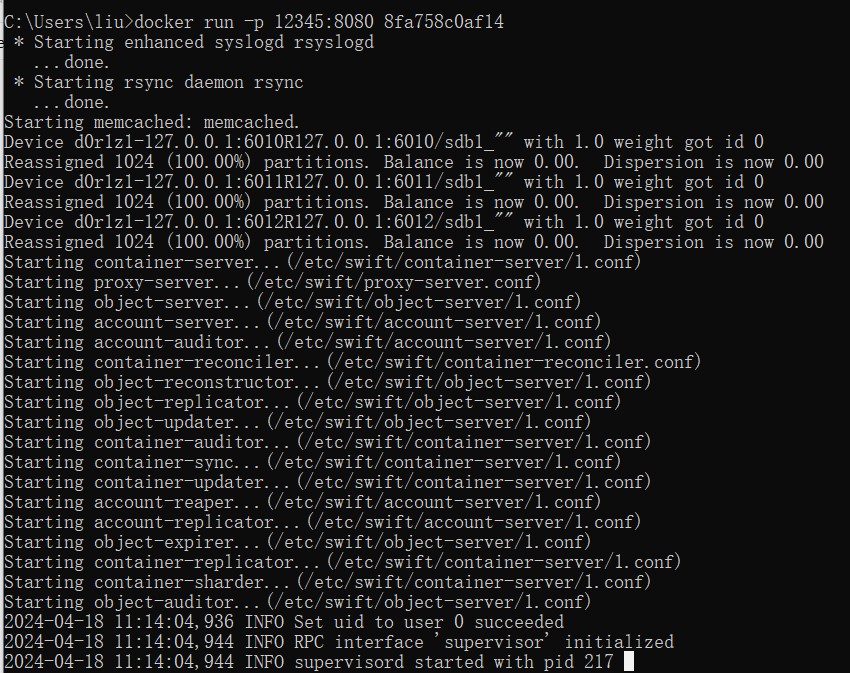 C:\Users\liu>docker run -p 12345:8080 8fa758c0af14
 * Starting enhanced syslogd rsyslogd
   ...done.
 * Starting rsync daemon rsync
   ...done.
Starting memcached: memcached.
Device d0r1z1-127.0.0.1:6010R127.0.0.1:6010/sdb1_"" with 1.0 weight got id 0
Reassigned 1024 (100.00%) partitions. Balance is now 0.00.  Dispersion is now 0.00
Device d0r1z1-127.0.0.1:6011R127.0.0.1:6011/sdb1_"" with 1.0 weight got id 0
Reassigned 1024 (100.00%) partitions. Balance is now 0.00.  Dispersion is now 0.00
Device d0r1z1-127.0.0.1:6012R127.0.0.1:6012/sdb1_"" with 1.0 weight got id 0
Reassigned 1024 (100.00%) partitions. Balance is now 0.00.  Dispersion is now 0.00
Starting container-server...(/etc/swift/container-server/1.conf)
Starting proxy-server...(/etc/swift/proxy-server.conf)
Starting object-server...(/etc/swift/object-server/1.conf)
Starting account-server...(/etc/swift/account-server/1.conf)
Starting account-auditor...(/etc/swift/account-server/1.conf)
Starting container-reconciler...(/etc/swift/container-reconciler.conf)
Starting object-reconstructor...(/etc/swift/object-server/1.conf)
Starting object-replicator...(/etc/swift/object-server/1.conf)
Starting object-updater...(/etc/swift/object-server/1.conf)
Starting container-auditor...(/etc/swift/container-server/1.conf)
Starting container-sync...(/etc/swift/container-server/1.conf)
Starting container-updater...(/etc/swift/container-server/1.conf)
Starting account-reaper...(/etc/swift/account-server/1.conf)
Starting account-replicator...(/etc/swift/account-server/1.conf)
Starting object-expirer...(/etc/swift/object-server/1.conf)
Starting container-replicator...(/etc/swift/container-server/1.conf)
Starting container-sharder...(/etc/swift/container-server/1.conf)
Starting object-auditor...(/etc/swift/object-server/1.conf)
2024-04-18 11:14:04,936 INFO Set uid to user 0 succeeded
2024-04-18 11:14:04,944 INFO RPC interface 'supervisor' initialized
2024-04-18 11:14:04,944 INFO supervisord started with pid 217